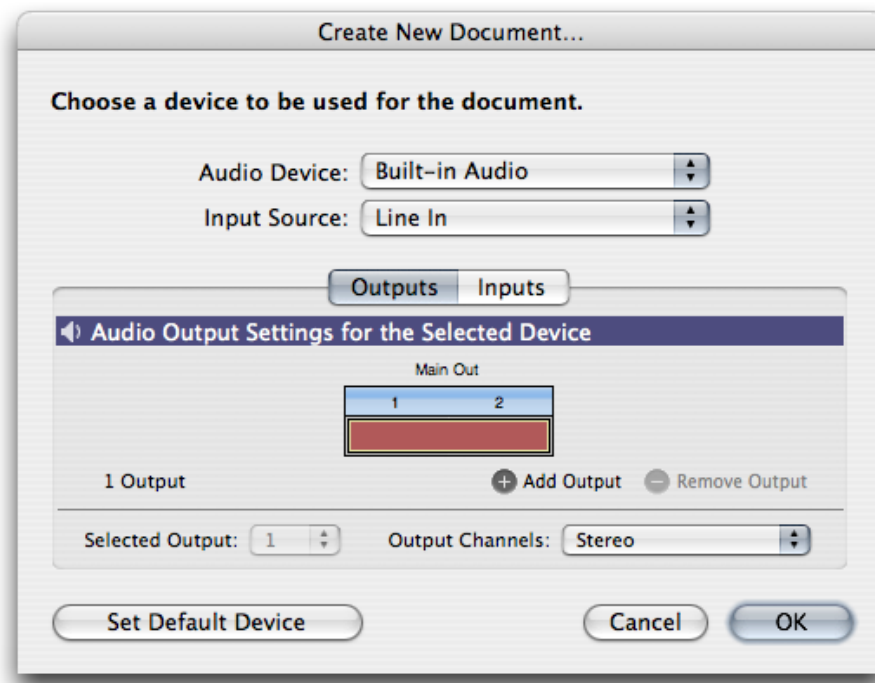 Create New Document...
Choose a device to be used for the document.
Audio Device: Built-in Audio
Input Source: Line In
Outputs Inputs
Audio Output Settings for the Selected Device
Main Out
1 2
1 Output Add Output Remove Output
Selected Output: 1 Output Channels: Stereo
Set Default Device Cancel OK